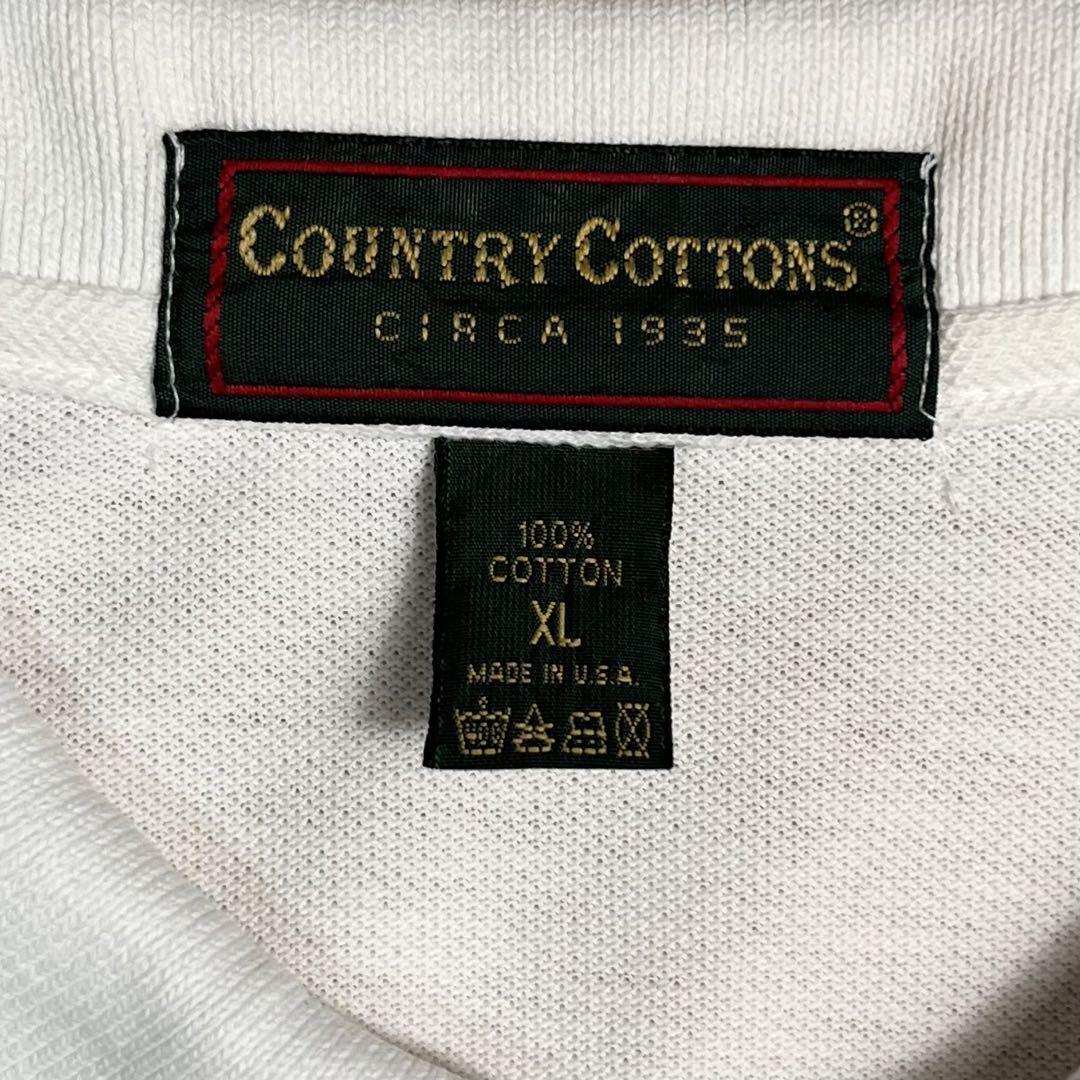 COUNTRY COTTONS®
CIRCA 1935
100%
COTTON
XL
MADE IN U.S.A.